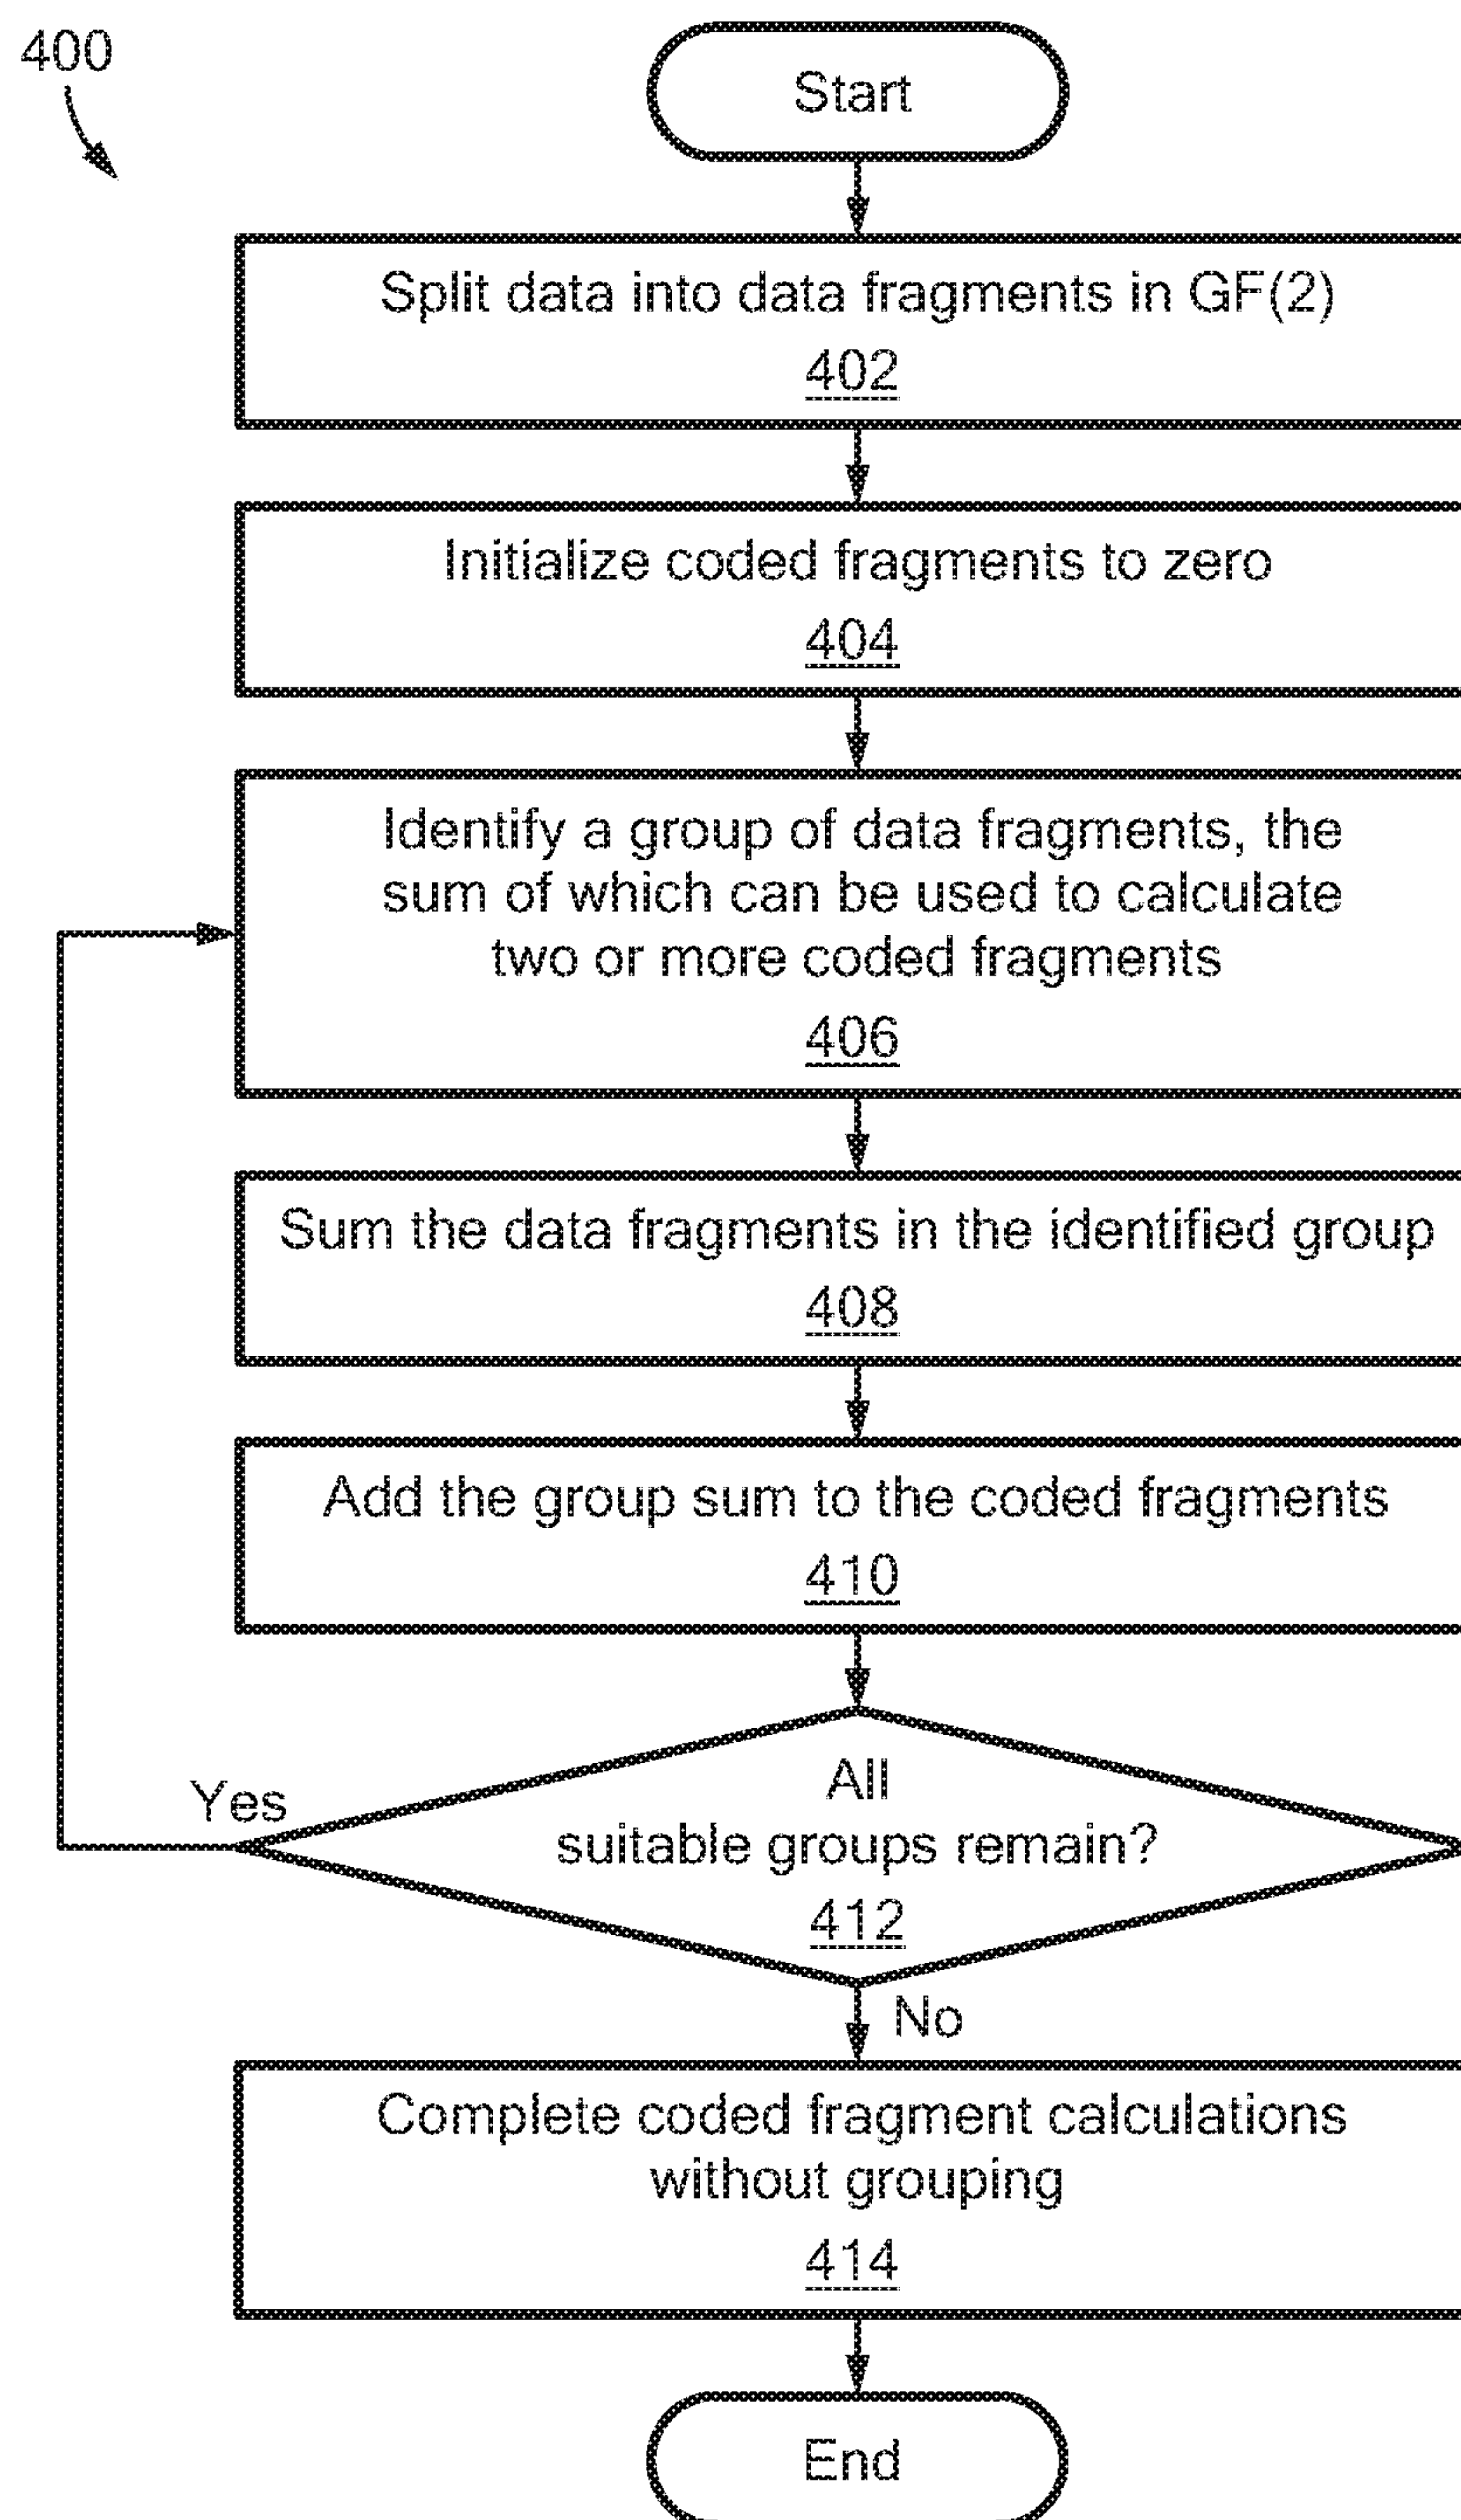 400
Start
Split data into data fragments in GF(2)
402
Initialize coded fragments to zero
404
Identify a group of data fragments, the
sum of which can be used to calculate
two or more coded fragments
406
Sum the data fragments in the identified group
408
Add the group sum to the coded fragments
410
All
suitable groups remain?
412
Yes
No
Complete coded fragment calculations
without grouping
414
End